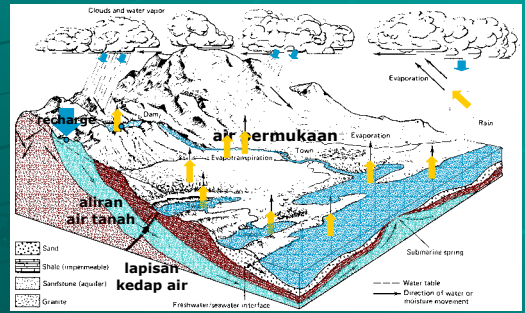 Clouds and water vapor
Evaporation
recharge
Dam
Rain
air permukaan
Evaporation
Town
Evapotranspiration
aliran
air tanah
Submarine spring
Sand
Shale (impermeable)
lapisan
kedap air
Sandstone (aquifer)
Granite
Freshwater/seawater interface
Water table
Direction of water or
moisture movement